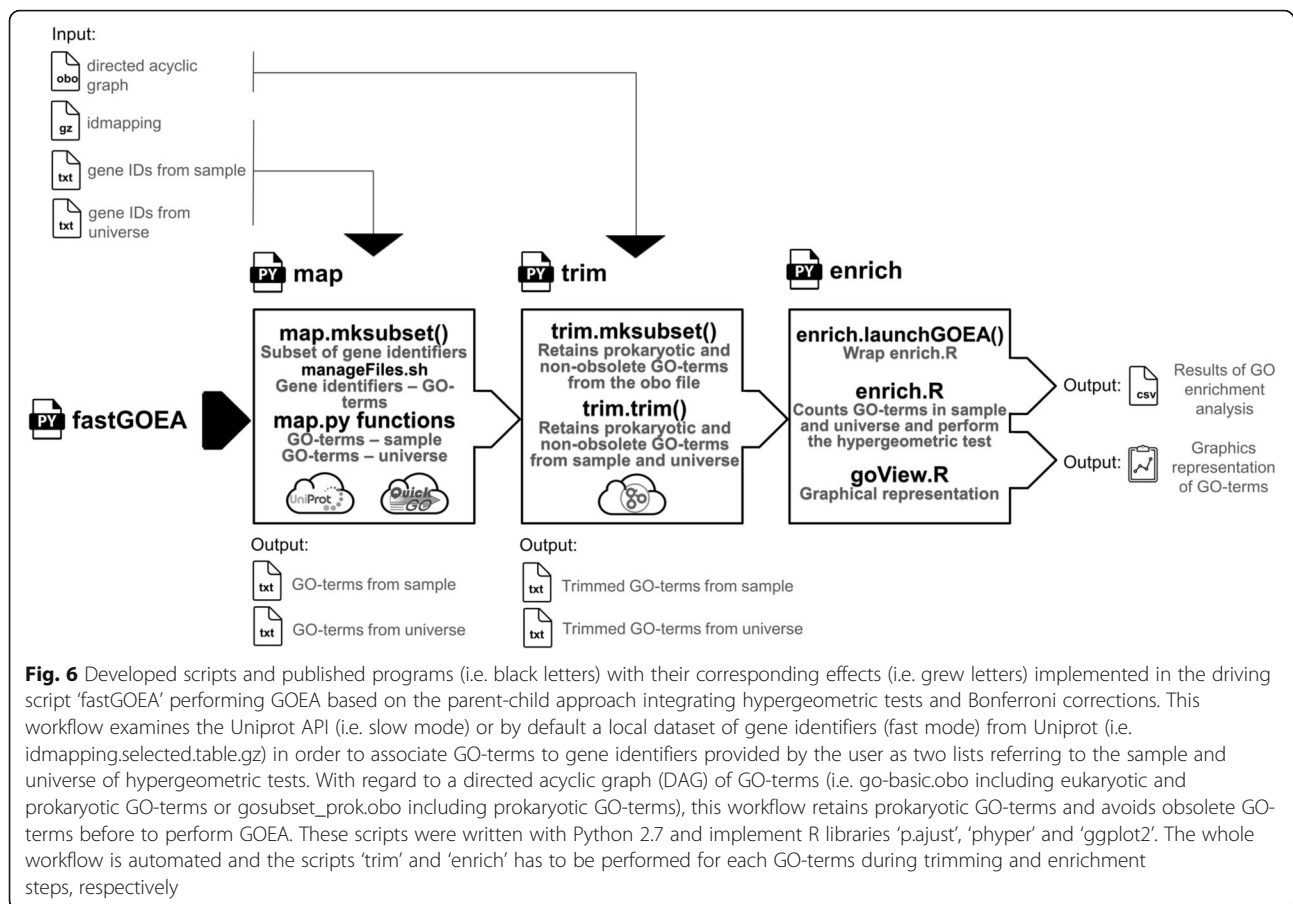 Input:
obo
directed acyclic
graph
gz
idmapping
txt
gene IDs from sample
txt
gene IDs from
universe
PY
fastGOEA
PY
map
map.mksubset()
Subset of gene identifiers
manageFiles.sh
Gene identifiers – GO-
terms
map.py functions
GO-terms – sample
GO-terms – universe
UniProt
Quick
GO
Output:
txt
GO-terms from sample
txt
GO-terms from universe
PY
trim
trim.mksubset()
Retains prokaryotic and
non-obsolete GO-terms
from the obo file
trim.trim()
Retains prokaryotic and
non-obsolete GO-terms
from sample and universe
Output:
txt
Trimmed GO-terms from sample
txt
Trimmed GO-terms from universe
PY
enrich
enrich.launchGOEA()
Wrap enrich.R
enrich.R
Counts GO-terms in sample
and universe and perform
the hypergeometric test
goView.R
Graphical representation
Output:
csv
Results of GO
enrichment
analysis
Output:
Graphics
representation
of GO-terms
Fig. 6 Developed scripts and published programs (i.e. black letters) with their corresponding effects (i.e. grew letters) implemented in the driving
script ‘fastGOEA’ performing GOEA based on the parent-child approach integrating hypergeometric tests and Bonferroni corrections. This
workflow examines the Uniprot API (i.e. slow mode) or by default a local dataset of gene identifiers (fast mode) from Uniprot (i.e.
idmapping.selected.table.gz) in order to associate GO-terms to gene identifiers provided by the user as two lists referring to the sample and
universe of hypergeometric tests. With regard to a directed acyclic graph (DAG) of GO-terms (i.e. go-basic.obo including eukaryotic and
prokaryotic GO-terms or gosubset_prok.obo including prokaryotic GO-terms), this workflow retains prokaryotic GO-terms and avoids obsolete GO-
terms before to perform GOEA. These scripts were written with Python 2.7 and implement R libraries ‘p.ajust’, ‘phyper’ and ‘ggplot2’. The whole
workflow is automated and the scripts ‘trim’ and ‘enrich’ has to be performed for each GO-terms during trimming and enrichment
steps, respectively